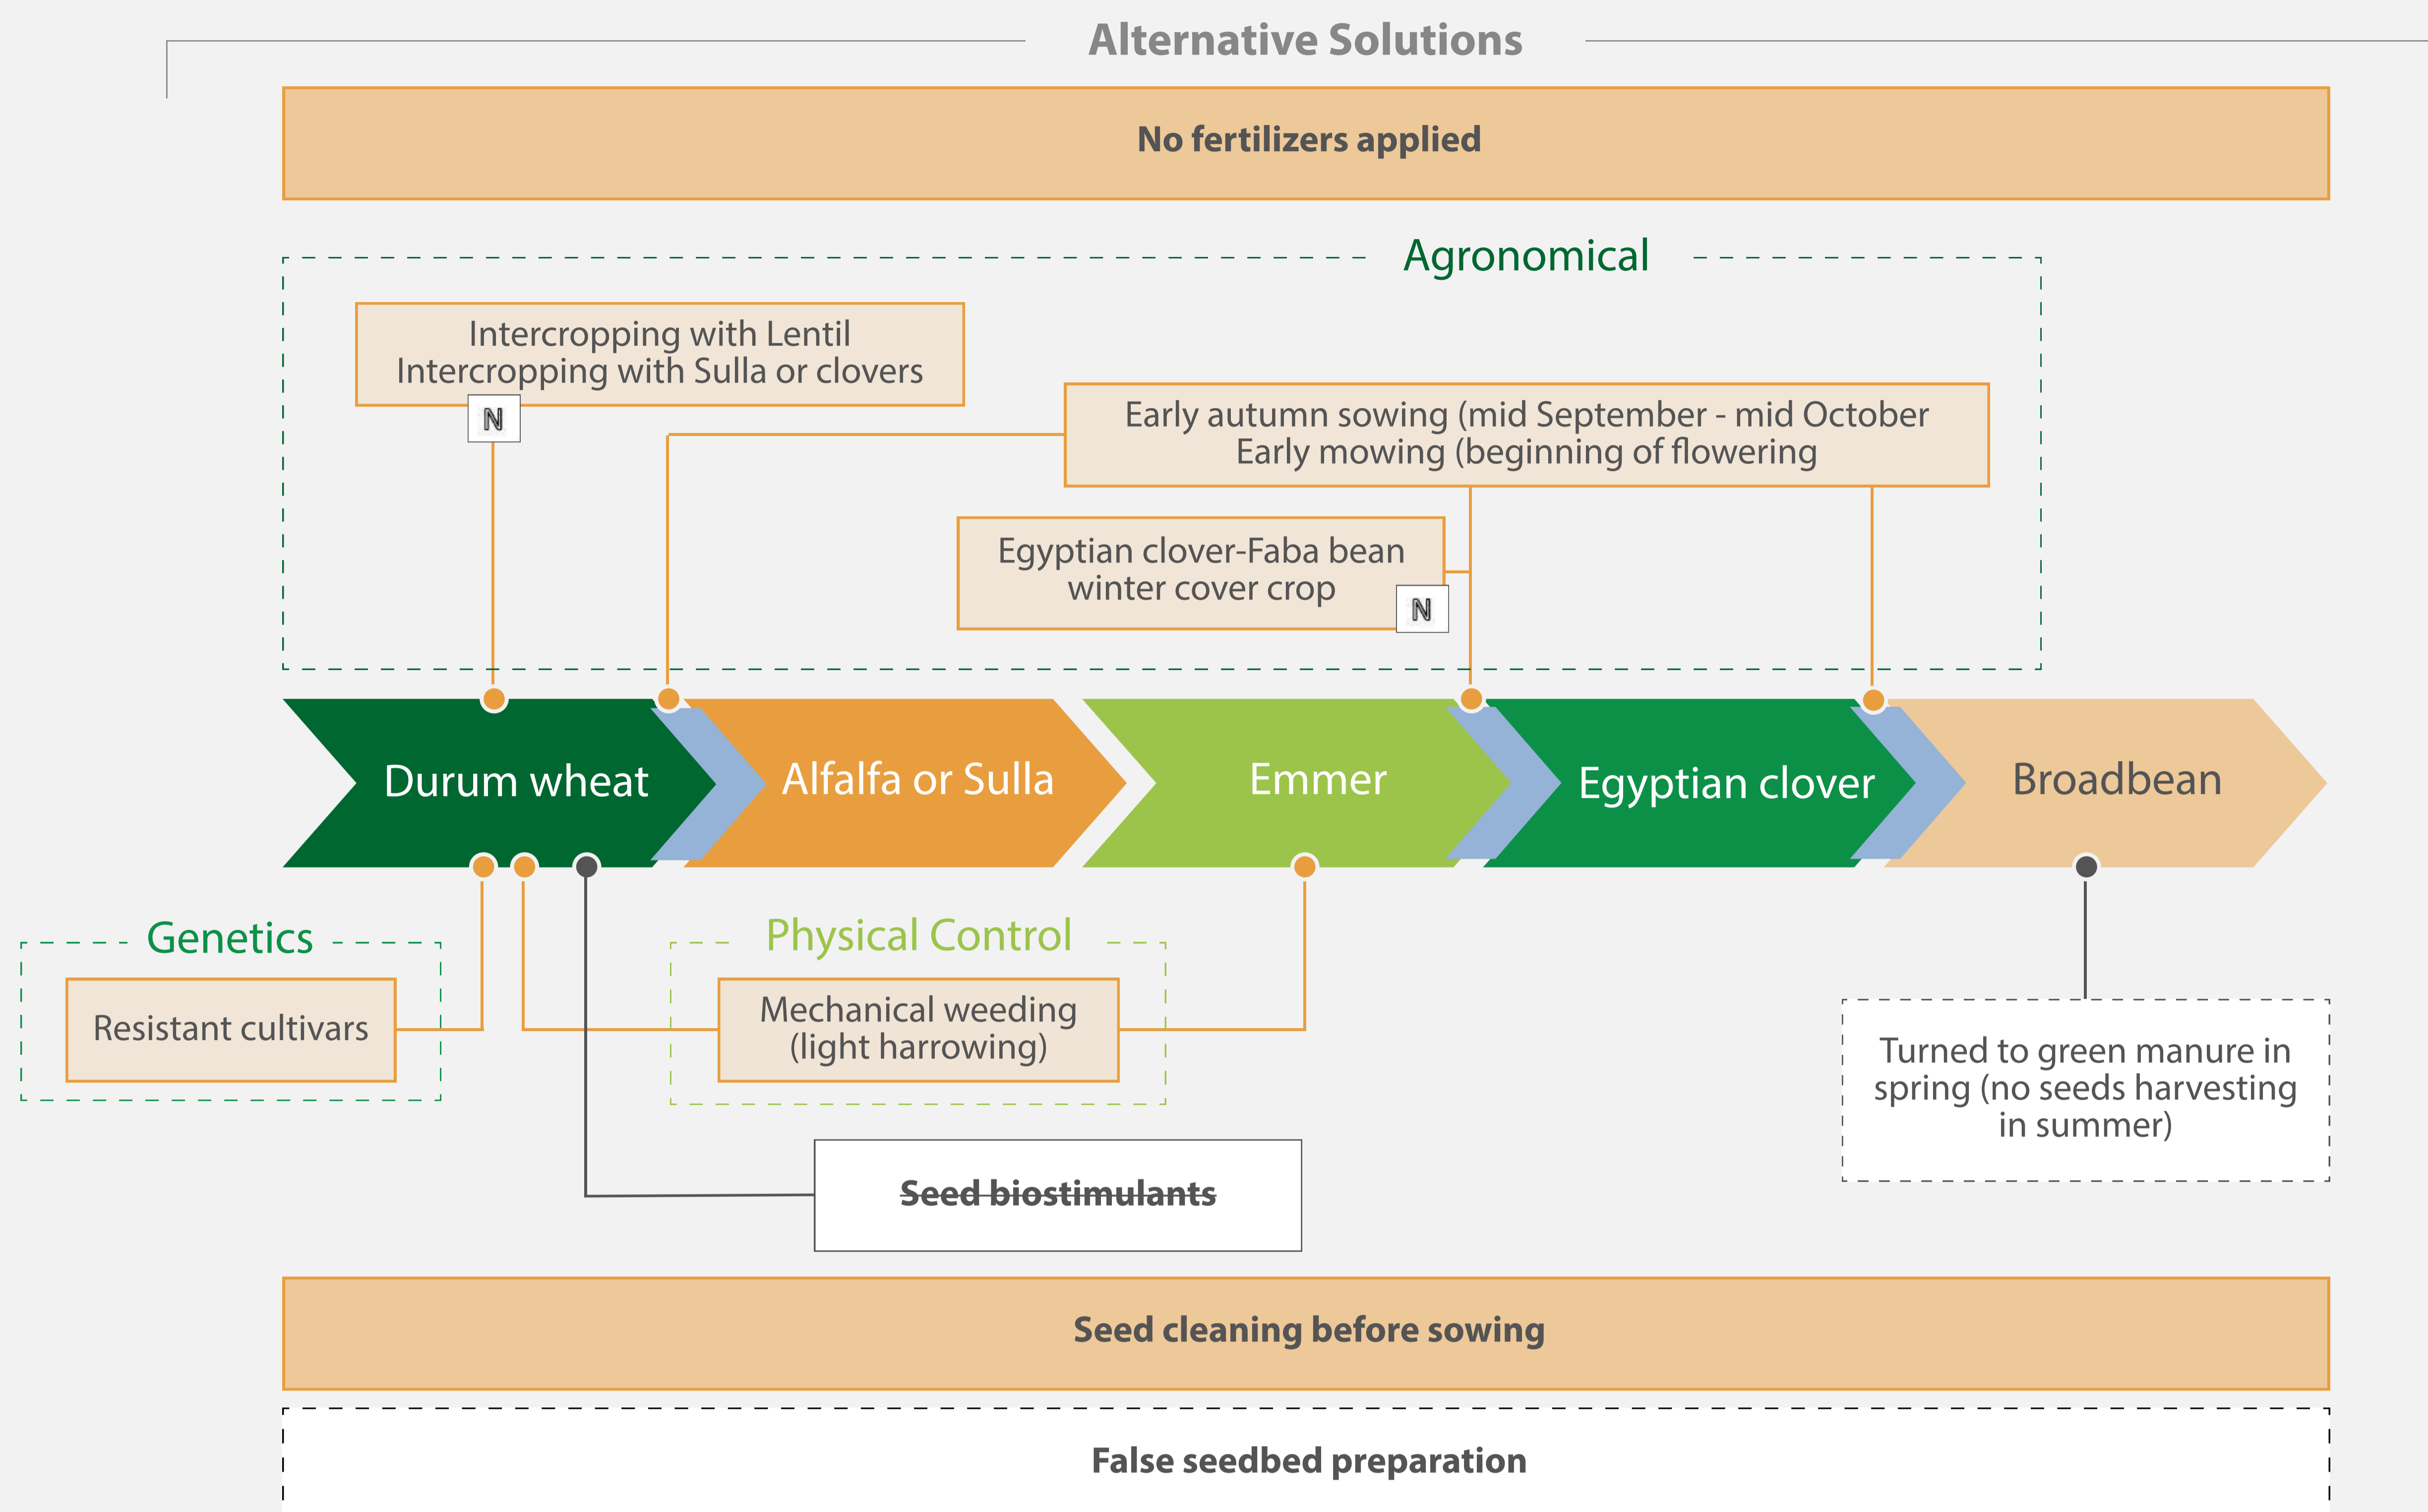 Alternative Solutions
No fertilizers applied
Agronomical
Intercropping with Lentil
Intercropping with Sulla or clovers
N
Early autumn sowing (mid September - mid October
Early mowing (beginning of flowering
Egyptian clover-Faba bean
winter cover crop
N
Durum wheat
Alfalfa or Sulla
Emmer
Egyptian clover
Broadbean
Genetics
Resistant cultivars
Physical Control
Mechanical weeding
(light harrowing)
Turned to green manure in
spring (no seeds harvesting
in summer)
Seed biostimulants
Seed cleaning before sowing
False seedbed preparation